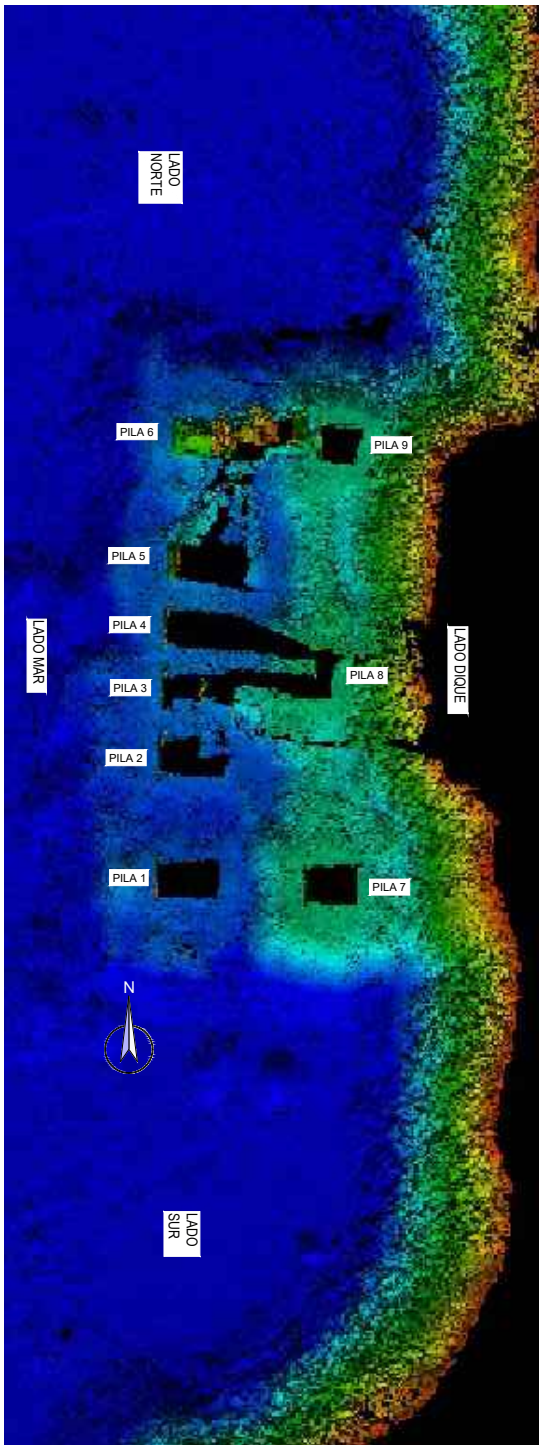 LADO
NORTE
PILA 6
PILA 9
PILA 5
PILA 4
LADO MAR
LADO DIQUE
PILA 8
PILA 3
PILA 2
PILA 1
PILA 7
N
LADO
SUR